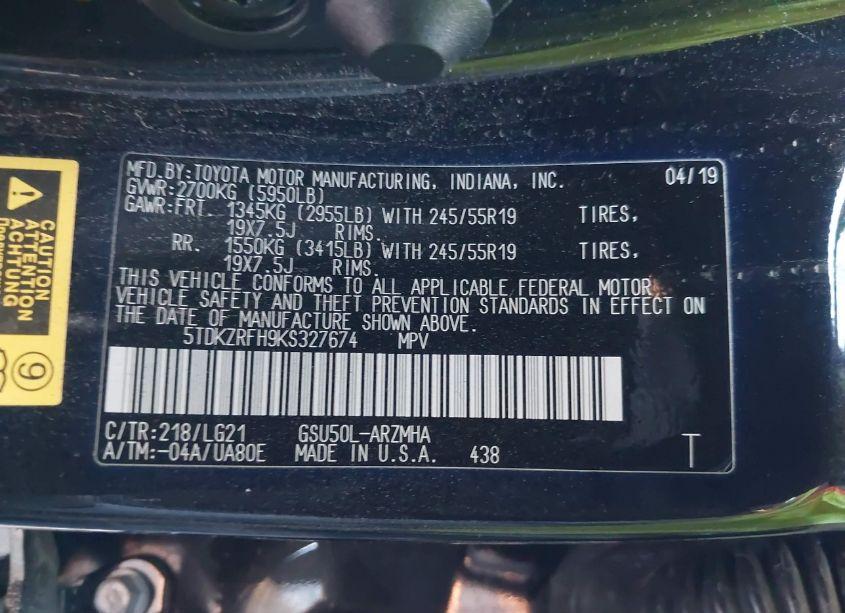 MFD.BY:TOYOTA MOTOR MANUFACTURING, INDIANA, INC. 04/19
GVWR:2700KG (5950LB)
GAWR:FRT. 1345KG (2955LB) WITH 245/55R19 TIRES,
19X7.5J RIMS.
RR. 1550KG (3415LB) WITH 245/55R19 TIRES,
19X7.5J RIMS.
THIS VEHICLE CONFORMS TO ALL APPLICABLE FEDERAL MOTOR
VEHICLE SAFETY AND THEFT PREVENTION STANDARDS IN EFFECT ON
THE DATE OF MANUFACTURE SHOWN ABOVE.
5TDKZRFH9KS327674 MPV
C/TR:218/LG21 GSU50L-ARZMHA
A/TM:-04A/UA80E MADE IN U.S.A. 438 T
CAUTION
ATTENTION
ACHTUNG
9